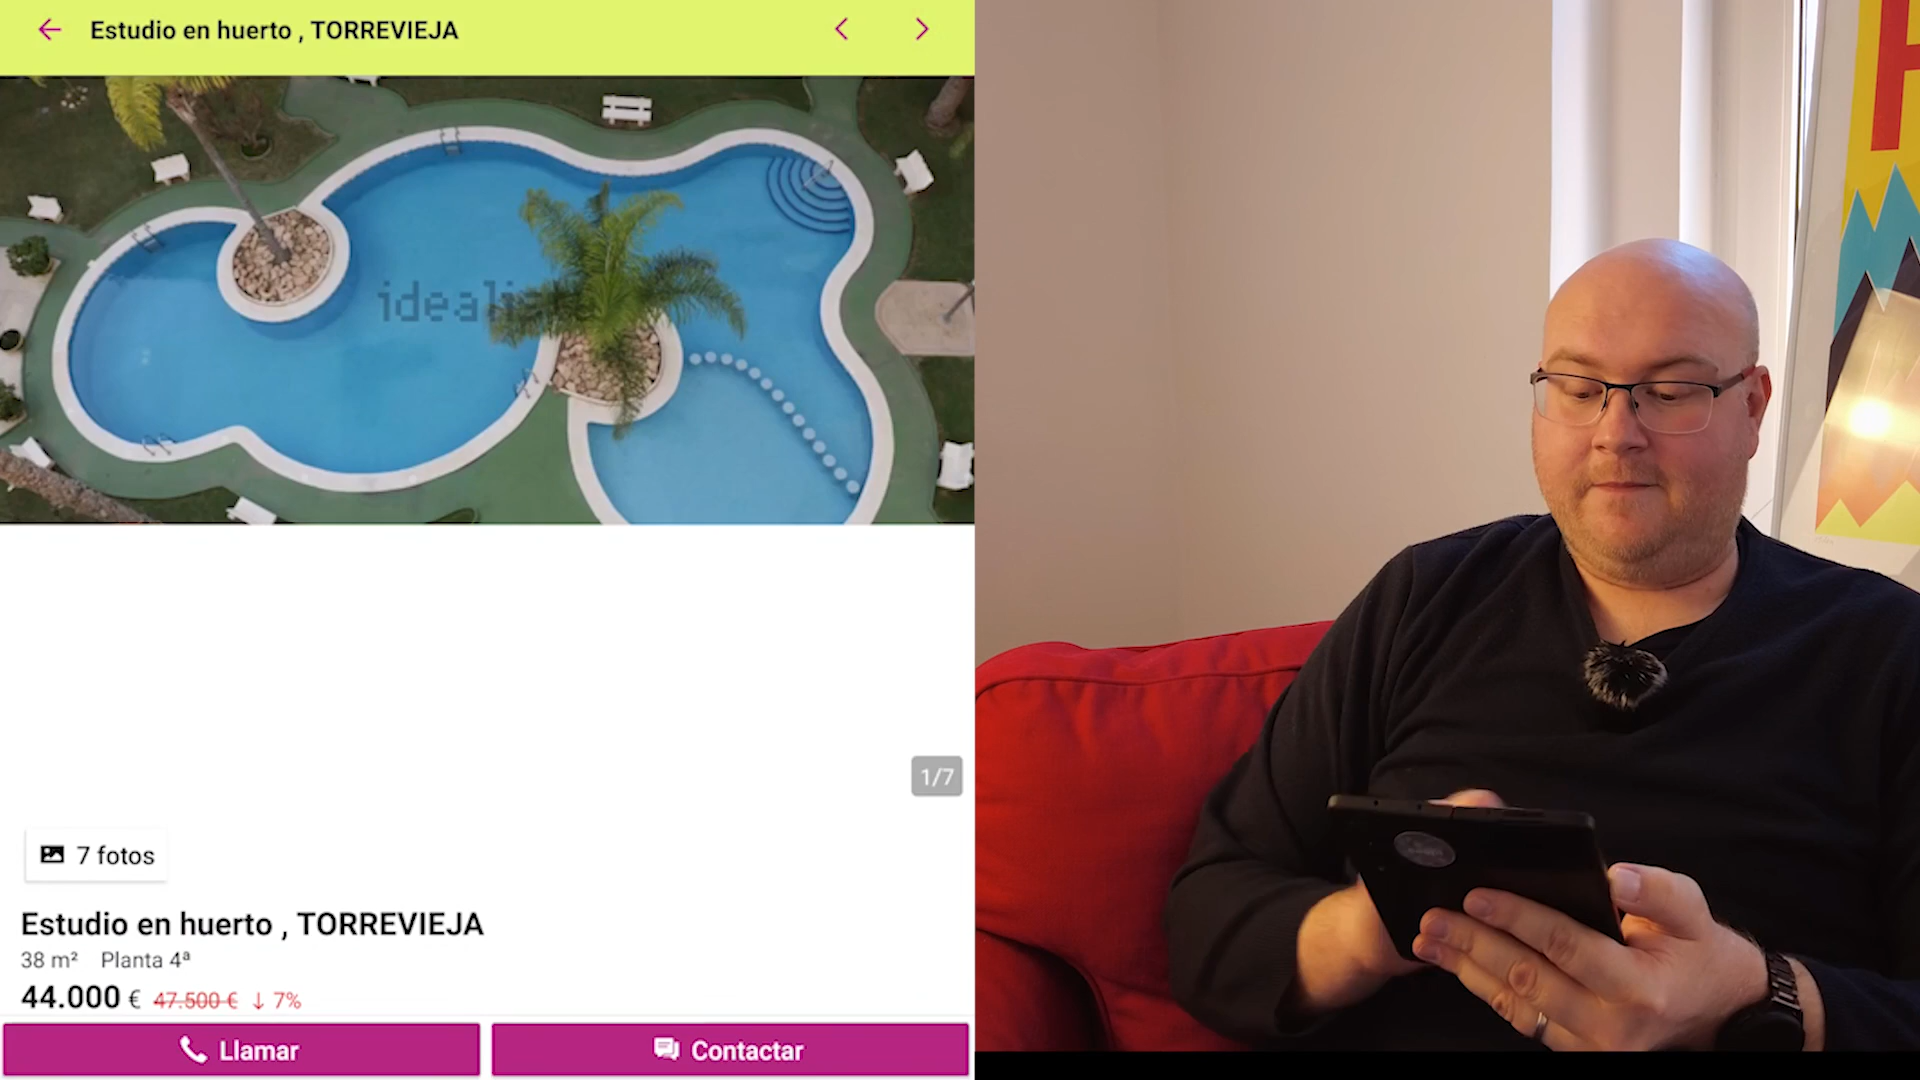 Estudio en huerto , TORREVIEJA
idealista
1/7
7 fotos
Estudio en huerto , TORREVIEJA
38 m² Planta 4ª
44.000 € 47.500 € ↓ 7%
Llamar
Contactar